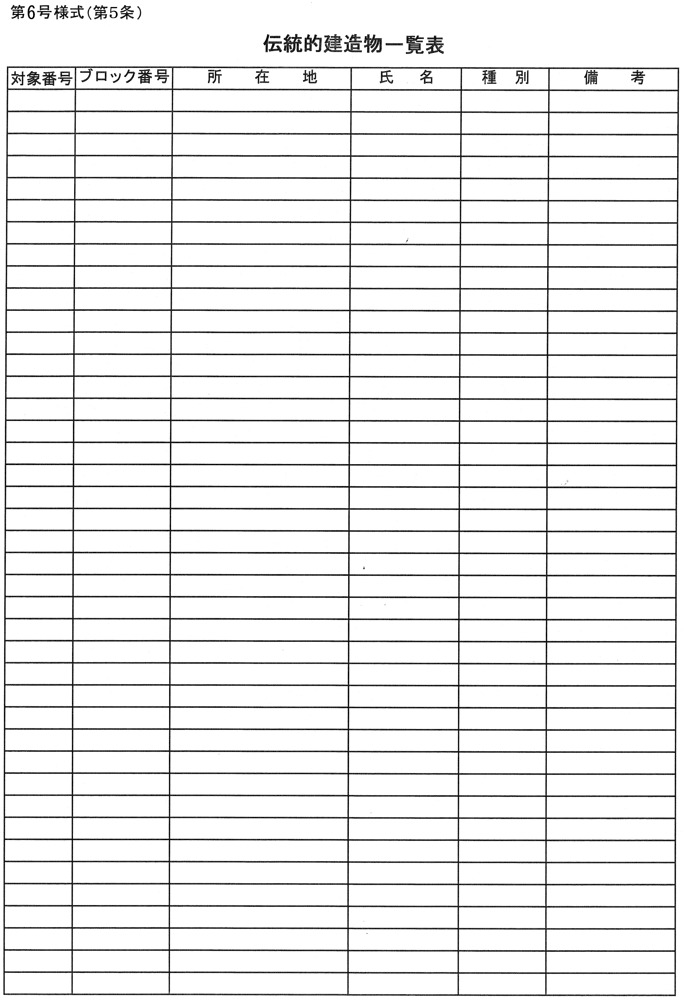 第6号様式(第5条)
伝統的建造物一覧表
対象番号 ブロック番号 所在地 氏名 種別 備考